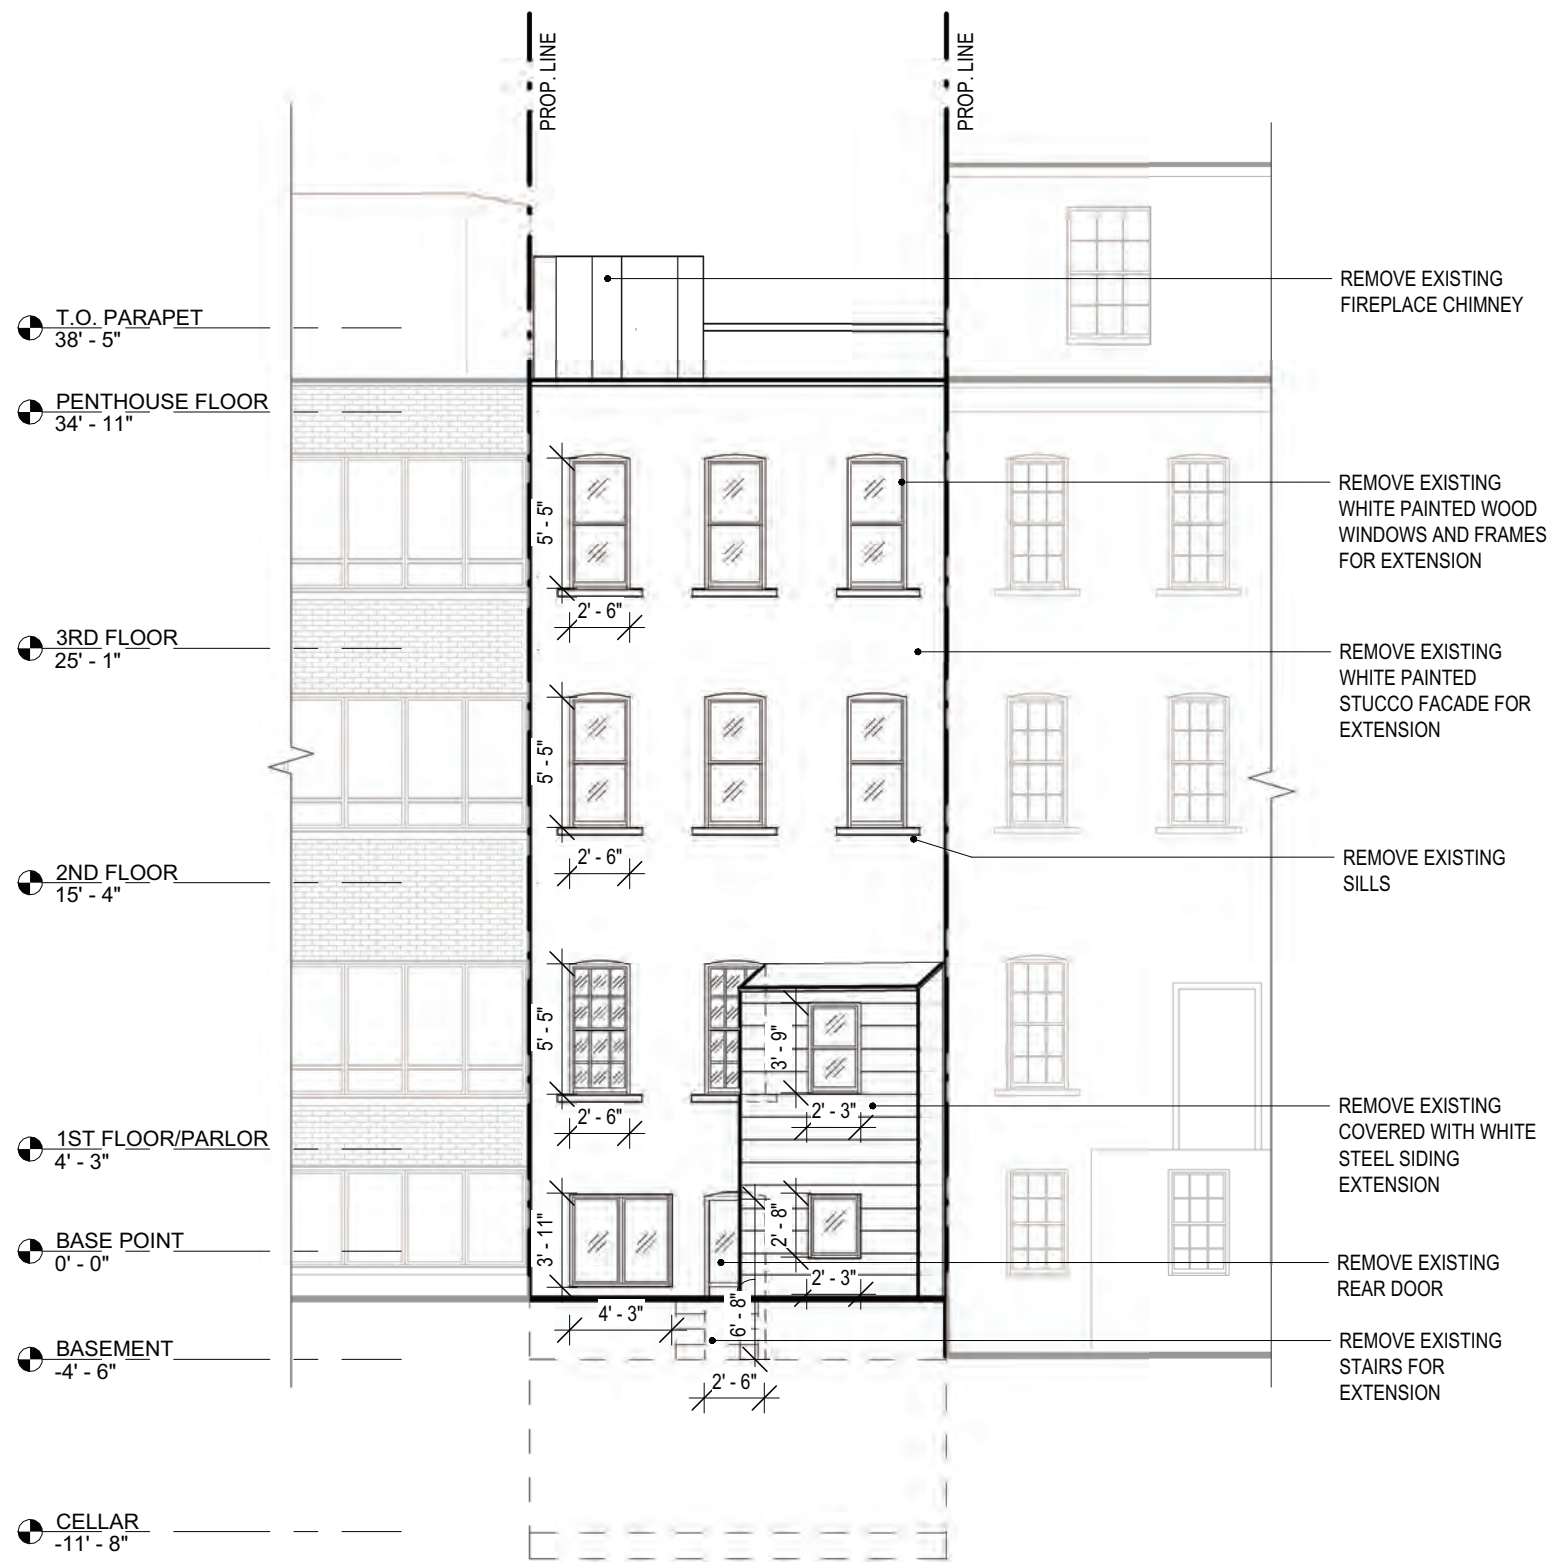 PROP. LINE
PROP. LINE
T.O. PARAPET
38' - 5"
PENTHOUSE FLOOR
34' - 11"
3RD FLOOR
25' - 1"
2ND FLOOR
15' - 4"
1ST FLOOR/PARLOR
4' - 3"
BASE POINT
0' - 0"
BASEMENT
-4' - 6"
CELLAR
-11' - 8"
5' - 5"
2' - 6"
5' - 5"
2' - 6"
5' - 5"
2' - 6"
3' - 9"
2' - 3"
3' - 11"
4' - 3"
2' - 8"
2' - 3"
6' - 8"
2' - 6"
REMOVE EXISTING
FIREPLACE CHIMNEY
REMOVE EXISTING
WHITE PAINTED WOOD
WINDOWS AND FRAMES
FOR EXTENSION
REMOVE EXISTING
WHITE PAINTED
STUCCO FACADE FOR
EXTENSION
REMOVE EXISTING
SILLS
REMOVE EXISTING
COVERED WITH WHITE
STEEL SIDING
EXTENSION
REMOVE EXISTING
REAR DOOR
REMOVE EXISTING
STAIRS FOR
EXTENSION